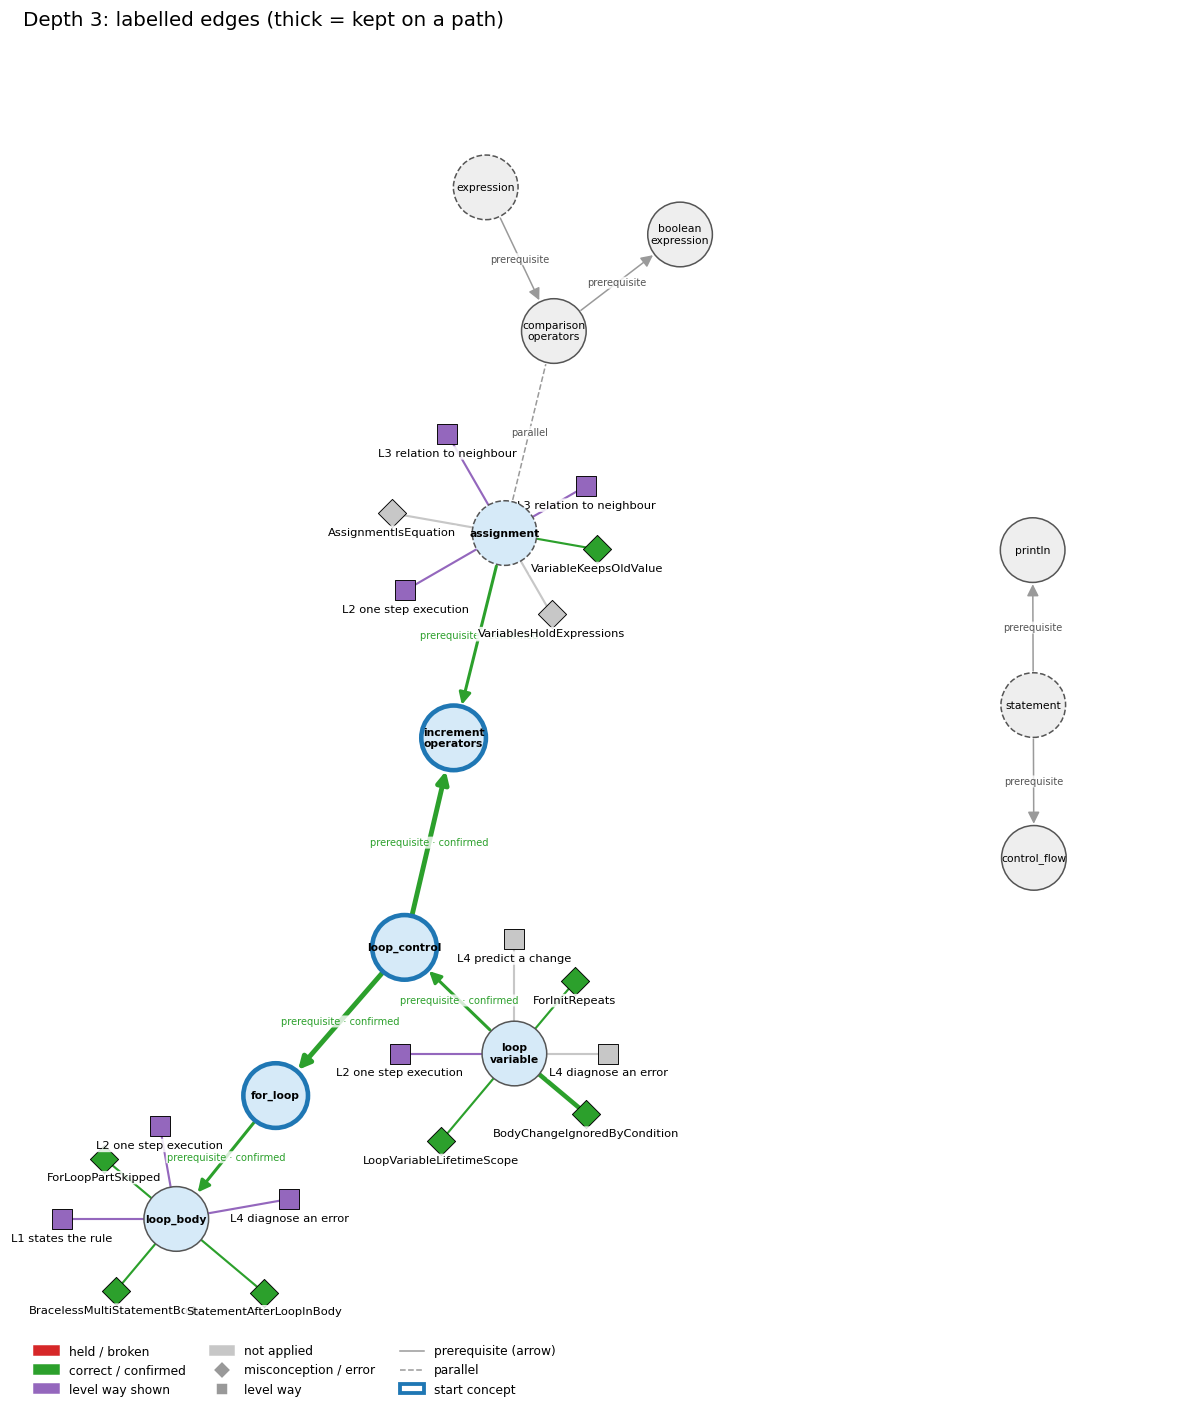 Depth 3: labelled edges (thick = kept on a path)
expression
boolean
expression
prerequisite
prerequisite
comparison
operators
parallel
L3 relation to neighbour
L3 relation to neighbour
AssignmentIsEquation
assignment
VariableKeepsOldValue
L2 one step execution
prerequisite
VariablesHoldExpressions
println
prerequisite
statement
prerequisite
control_flow
increment
operators
prerequisite · confirmed
loop_control
L4 predict a change
ForInitRepeats
prerequisite · confirmed
prerequisite · confirmed
loop
variable
L2 one step execution
L4 diagnose an error
for_loop
BodyChangeIgnoredByCondition
LoopVariableLifetimeScope
L2 one step execution
prerequisite · confirmed
ForLoopPartSkipped
loop_body
L4 diagnose an error
L1 states the rule
BracelessMultiStatementBo
StatementAfterLoopInBody
held / broken
correct / confirmed
level way shown
not applied
misconception / error
level way
prerequisite (arrow)
parallel
start concept